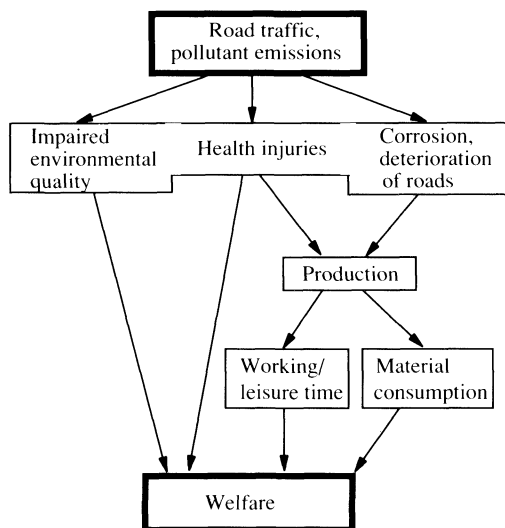 Road traffic,
pollutant emissions
Impaired
environmental
quality
Health injuries
Corrosion,
deterioration
of roads
Production
Working/
leisure time
Material
consumption
Welfare